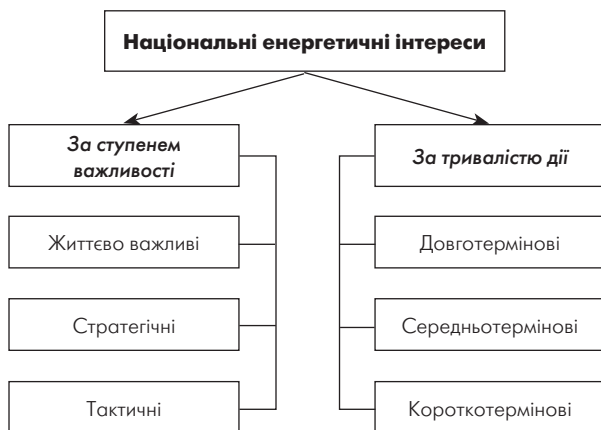 Національні енергетичні інтереси
За ступенем
важливості
Життєво важливі
Стратегічні
Тактичні
За тривалістю дії
Довготермінові
Середньотермінові
Короткотермінові